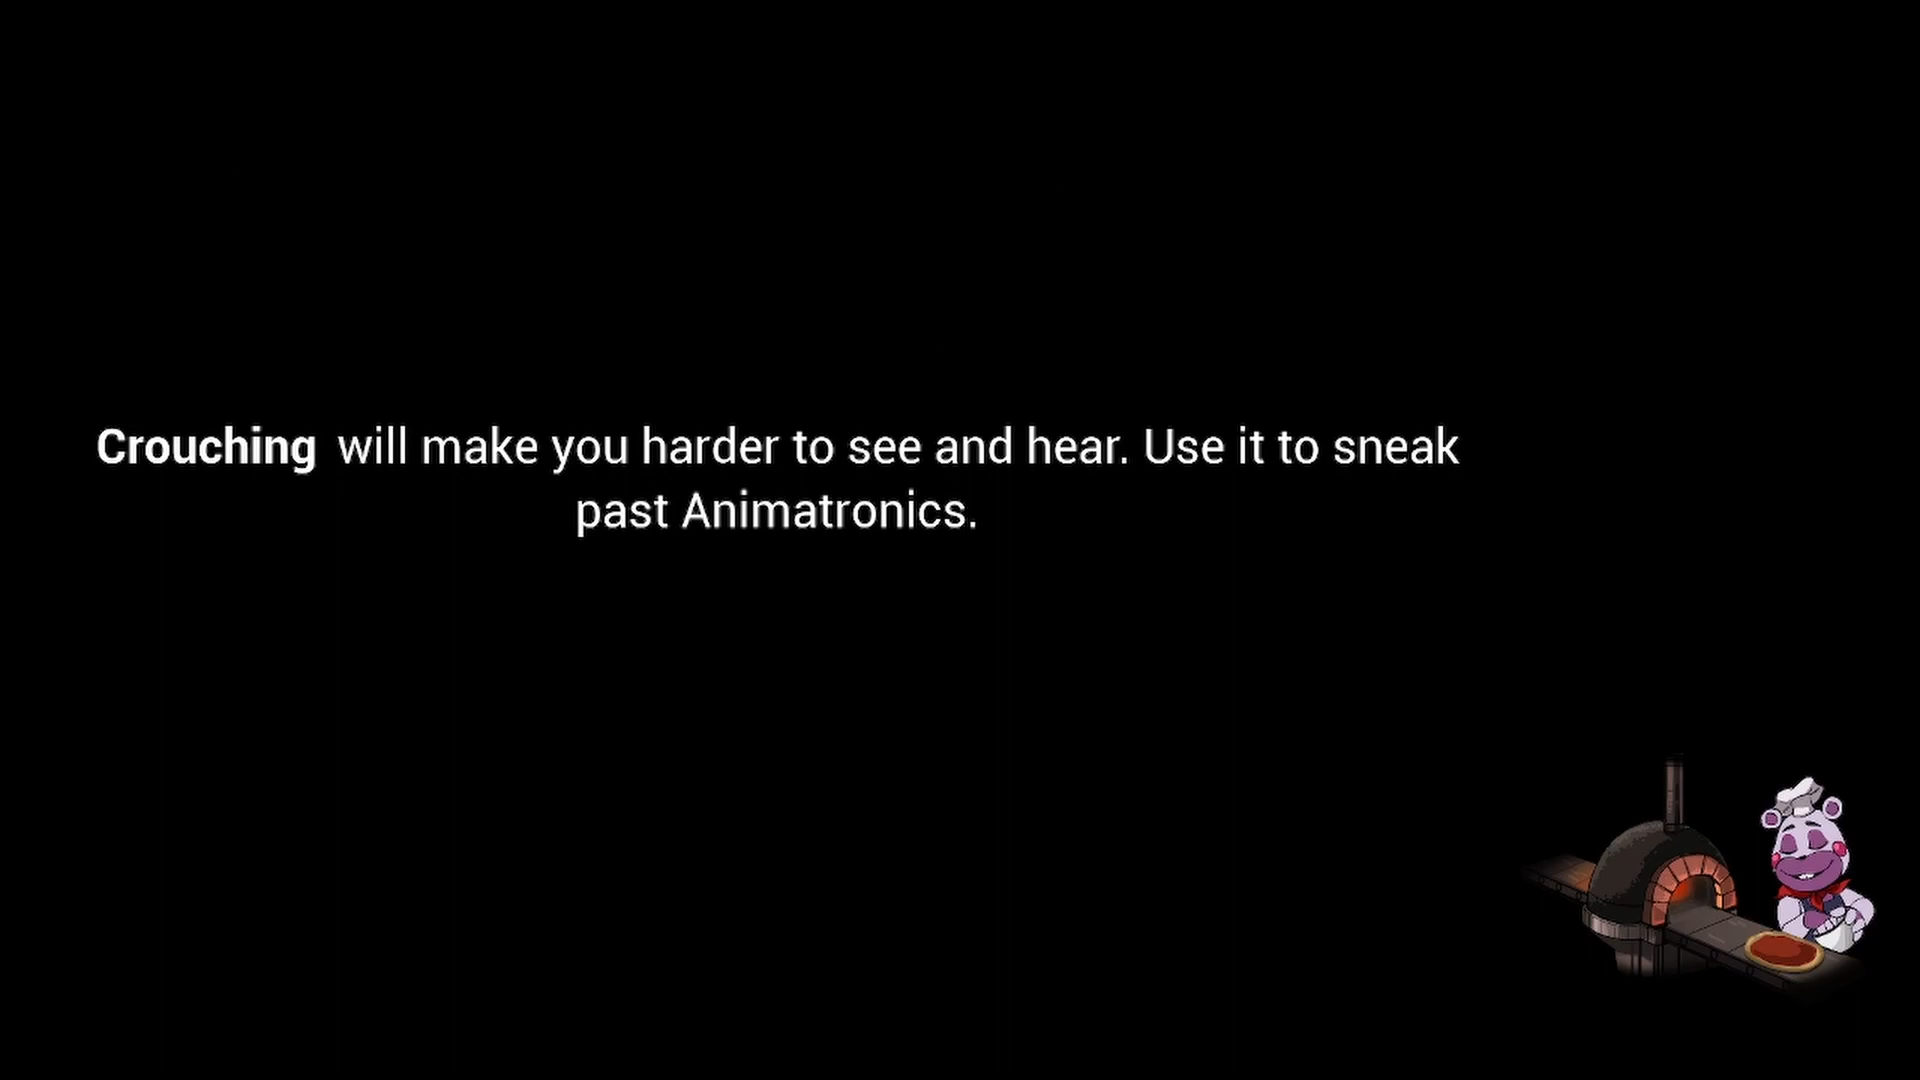 Crouching will make you harder to see and hear. Use it to sneak
past Animatronics.